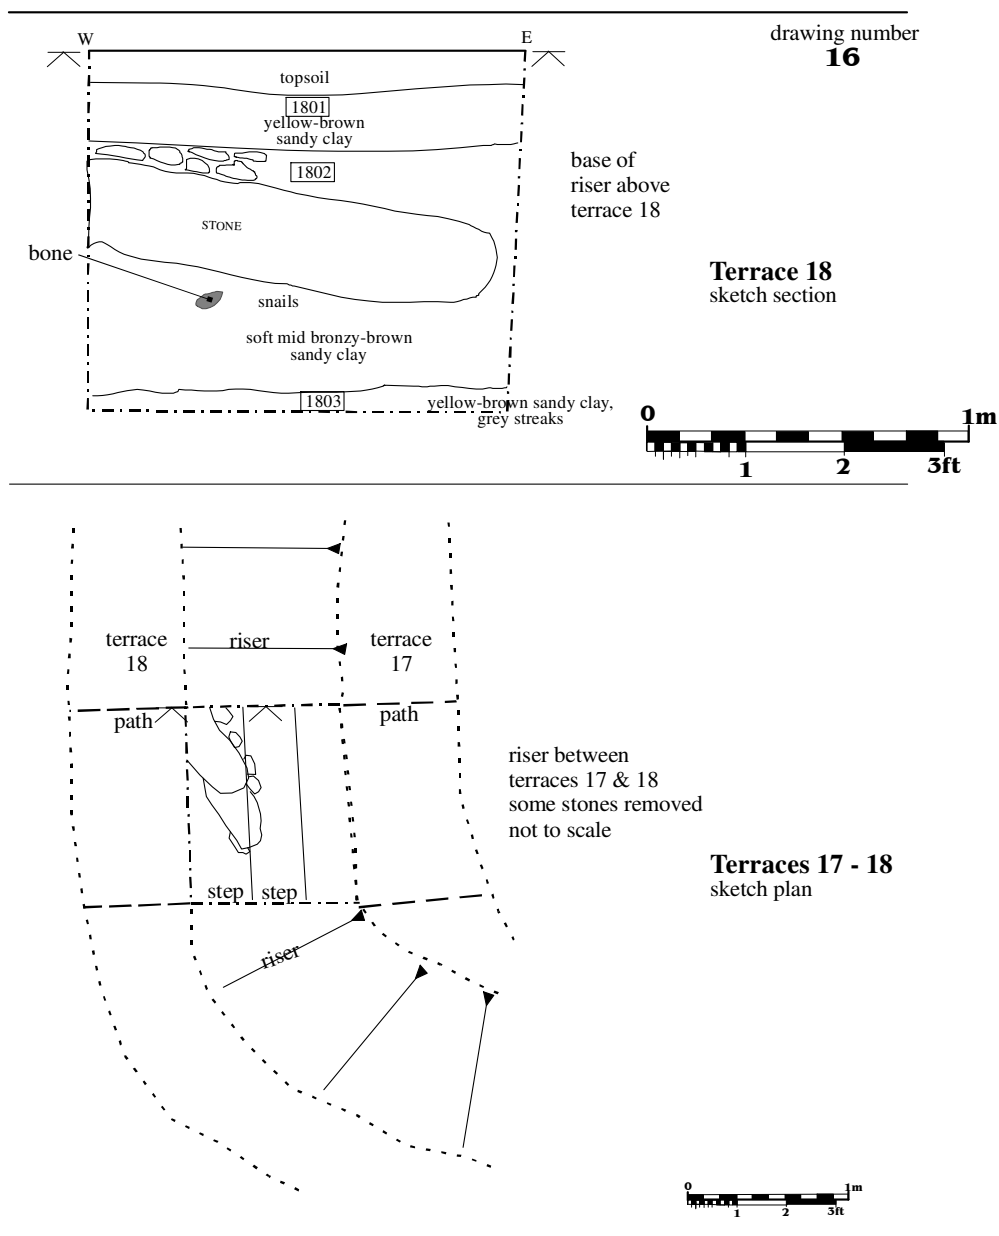 drawing number
16
W
E
topsoil
1801
yellow-brown
sandy clay
1802
base of
riser above
terrace 18
STONE
bone
Terrace 18
sketch section
snails
soft mid bronzy-brown
sandy clay
1803
yellow-brown sandy clay,
grey streaks
0
1m
1
2
3ft
terrace
18
riser
terrace
17
path
path
riser between
terraces 17 & 18
some stones removed
not to scale
Terraces 17 - 18
sketch plan
step
step
riser
0
1m
1
2
3ft